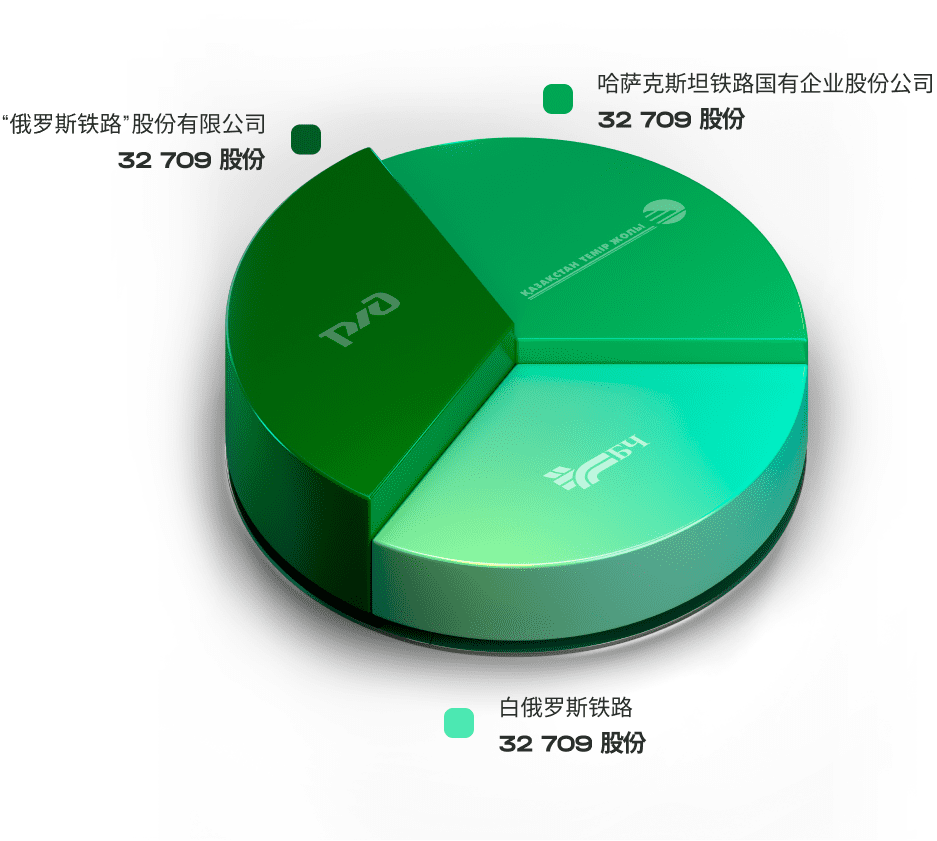 哈萨克斯坦铁路国有企业股份公司
32 709 股份
“俄罗斯铁路”股份有限公司
32 709 股份
ҚАЗАҚСТАН ТЕМІР ЖОЛЫ
РЖД
БЧ
白俄罗斯铁路
32 709 股份